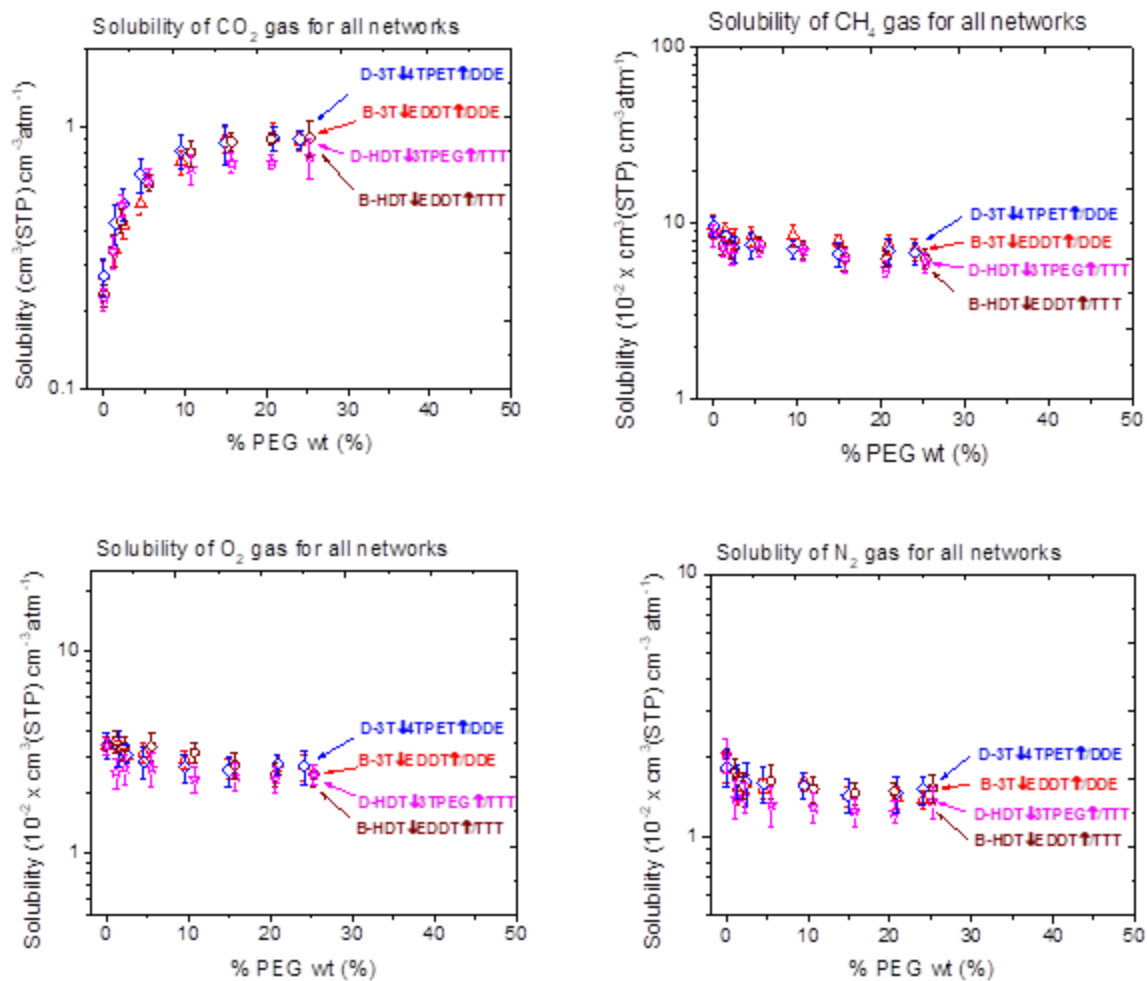 Solubility of CO₂ gas for all networks
Solubility (cm³(STP) cm⁻³atm⁻¹)
1
0.1
D-3T⬇4TPET⬆/DDE
B-3T⬇EDDT⬆/DDE
D-HDT⬇3TPEG⬆/TTT
B-HDT⬇EDDT⬆/TTT
0 10 20 30 40 50
% PEG wt (%)
Solubility of CH₄ gas for all networks
Solubility (10⁻² x cm³(STP) cm⁻³atm⁻¹)
100
10
1
D-3T⬇4TPET⬆/DDE
B-3T⬇EDDT⬆/DDE
D-HDT⬇3TPEG⬆/TTT
B-HDT⬇EDDT⬆/TTT
0 10 20 30 40 50
% PEG wt (%)
Solubility of O₂ gas for all networks
Solubility (10⁻² x cm³(STP) cm⁻³atm⁻¹)
10
1
D-3T⬇4TPET⬆/DDE
B-3T⬇EDDT⬆/DDE
D-HDT⬇3TPEG⬆/TTT
B-HDT⬇EDDT⬆/TTT
0 10 20 30 40 50
% PEG wt (%)
Solublity of N₂ gas for all networks
Solubility (10⁻² x cm³(STP) cm⁻³ atm⁻¹)
10
1
D-3T⬇4TPET⬆/DDE
B-3T⬇EDDT⬆/DDE
D-HDT⬇3TPEG⬆/TTT
B-HDT⬇EDDT⬆/TTT
0 10 20 30 40 50
% PEG wt (%)